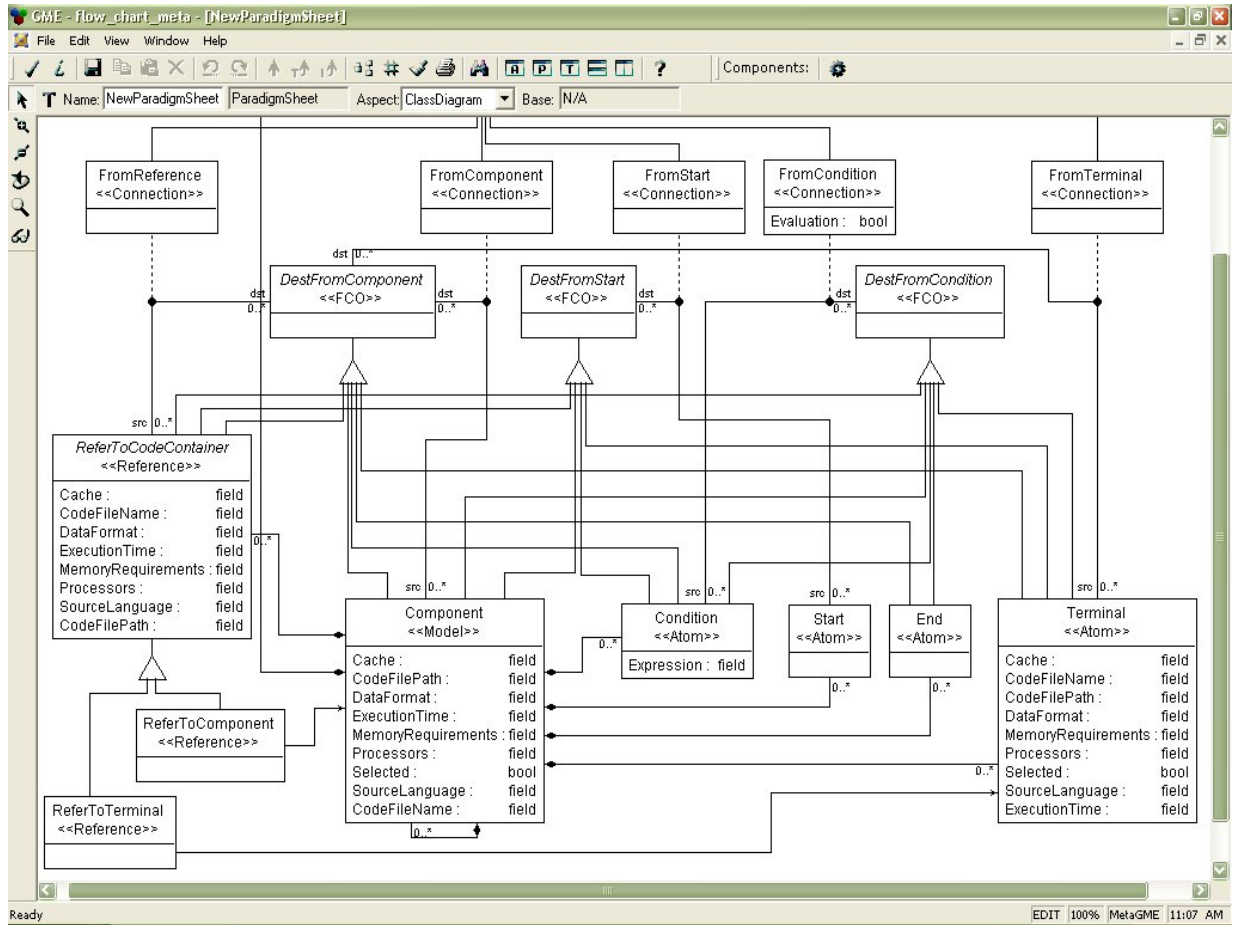 GME - flow_chart_meta - [NewParadigmSheet]
File Edit View Window Help
Components:
Name: NewParadigmSheet ParadigmSheet Aspect: ClassDiagram Base: N/A
FromReference
<<Connection>>
FromComponent
<<Connection>>
FromStart
<<Connection>>
FromCondition
<<Connection>>
Evaluation : bool
FromTerminal
<<Connection>>
dst 0..*
DestFromComponent
<<FCO>>
dst
0..*
dst
0..*
DestFromStart
<<FCO>>
dst
0..*
DestFromCondition
<<FCO>>
dst
0..*
src 0..*
ReferToCodeContainer
<<Reference>>
Cache : field
CodeFileName : field
DataFormat : field
ExecutionTime : field
MemoryRequirements : field
Processors : field
SourceLanguage : field
CodeFilePath : field
0..*
src 0..*
Component
<<Model>>
Cache : field
CodeFilePath : field
DataFormat : field
ExecutionTime : field
MemoryRequirements : field
Processors : field
Selected : bool
SourceLanguage : field
CodeFileName : field
0..*
src 0..*
Condition
<<Atom>>
Expression : field
0..*
src 0..*
Start
<<Atom>>
0..*
End
<<Atom>>
0..*
src 0..*
Terminal
<<Atom>>
Cache : field
CodeFileName : field
CodeFilePath : field
DataFormat : field
MemoryRequirements : field
Processors : field
Selected : bool
SourceLanguage : field
ExecutionTime : field
0..*
ReferToComponent
<<Reference>>
ReferToTerminal
<<Reference>>
Ready
EDIT 100% MetaGME 11:07 AM